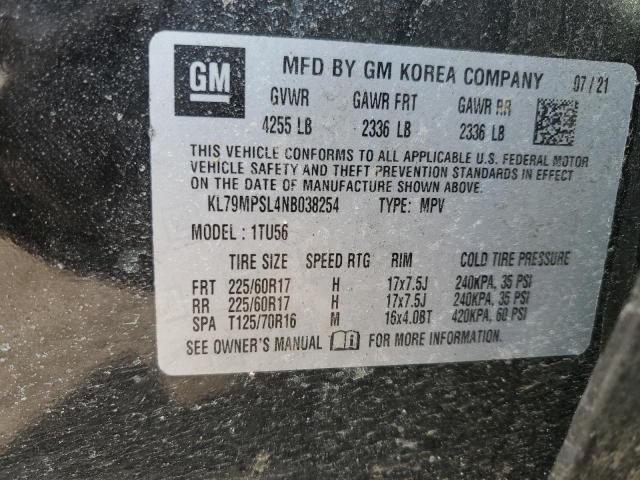 GM
MFD BY GM KOREA COMPANY 07/21
GVWR GAWR FRT GAWR RR
4255 LB 2336 LB 2336 LB
THIS VEHICLE CONFORMS TO ALL APPLICABLE U.S. FEDERAL MOTOR
VEHICLE SAFETY AND THEFT PREVENTION STANDARDS IN EFFECT
ON THE DATE OF MANUFACTURE SHOWN ABOVE.
KL79MPSL4NB038254 TYPE: MPV
MODEL : 1TU56
TIRE SIZE SPEED RTG RIM COLD TIRE PRESSURE
FRT 225/60R17 H 17x7.5J 240KPA, 35 PSI
RR 225/60R17 H 17x7.5J 240KPA, 35 PSI
SPA T125/70R16 M 16x4.0BT 420KPA, 60 PSI
SEE OWNER'S MANUAL FOR MORE INFORMATION.